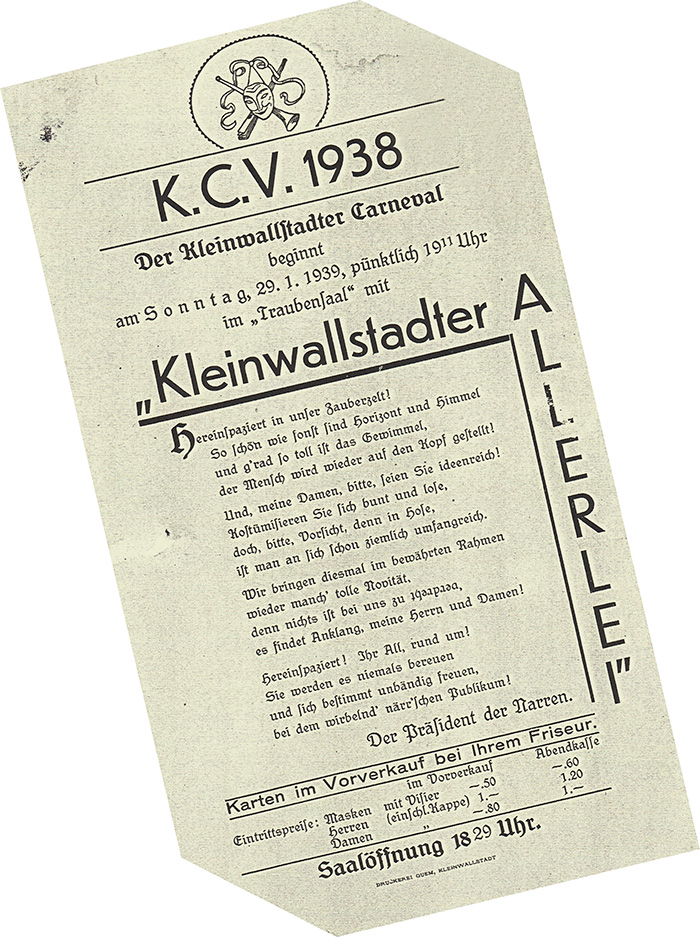 K.C.V. 1938
Der Kleinwallstadter Carneval
beginnt
am Sonntag, 29. 1. 1939, pünktlich 19¹¹ Uhr
im „Traubensaal“ mit
„Kleinwallstadter ALLERLEI”
Hereinspaziert in unser Zauberzelt!
So schön wie sonst sind Horizont und Himmel
und g'rad so toll ist das Gewimmel,
der Mensch wird wieder auf den Kopf gestellt!
Und, meine Damen, bitte, seien Sie ideenreich!
Kostümisieren Sie sich bunt und lose,
doch, bitte, Vorsicht, denn in Hose,
ist man an sich schon ziemlich umfangreich.
Wir bringen diesmal im bewährten Rahmen
wieder manch' tolle Novität,
denn nichts ist bei uns zu verdreht,
es findet Anklang, meine Herrn und Damen!
Hereinspaziert! Ihr All, rund um!
Sie werden es niemals bereuen
und sich bestimmt unbändig freuen,
bei dem wirbelnd' närr'schen Publikum!
Der Präsident der Narren.
Karten im Vorverkauf bei Ihrem Friseur.
im Vorverkauf Abendkasse
Eintrittspreise: Masken mit Visier —.50 —.60
Herren (einschl. Kappe) 1.— 1.20
Damen „ —.80 1.—
Saalöffnung 18²⁹ Uhr.
DRUCKEREI GUEM, KLEINWALLSTADT